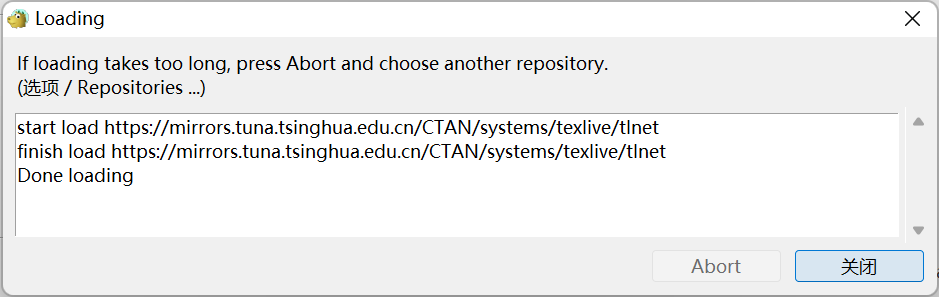 Loading
If loading takes too long, press Abort and choose another repository.
(选项 / Repositories ...)
start load https://mirrors.tuna.tsinghua.edu.cn/CTAN/systems/texlive/tlnet
finish load https://mirrors.tuna.tsinghua.edu.cn/CTAN/systems/texlive/tlnet
Done loading
Abort
关闭